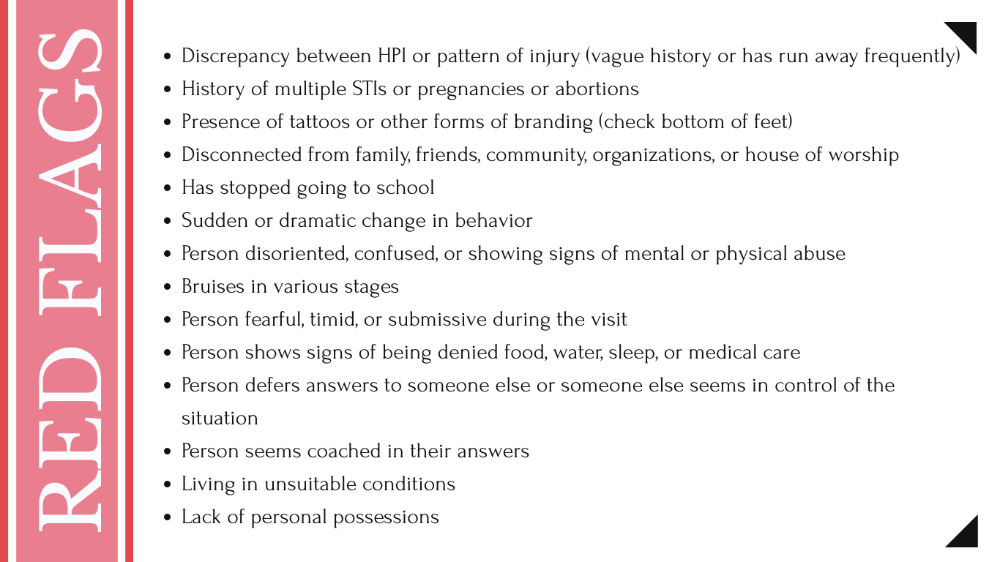 RED FLAGS
• Discrepancy between HPI or pattern of injury (vague history or has run away frequently)
• History of multiple STIs or pregnancies or abortions
• Presence of tattoos or other forms of branding (check bottom of feet)
• Disconnected from family, friends, community, organizations, or house of worship
• Has stopped going to school
• Sudden or dramatic change in behavior
• Person disoriented, confused, or showing signs of mental or physical abuse
• Bruises in various stages
• Person fearful, timid, or submissive during the visit
• Person shows signs of being denied food, water, sleep, or medical care
• Person defers answers to someone else or someone else seems in control of the
situation
• Person seems coached in their answers
• Living in unsuitable conditions
• Lack of personal possessions